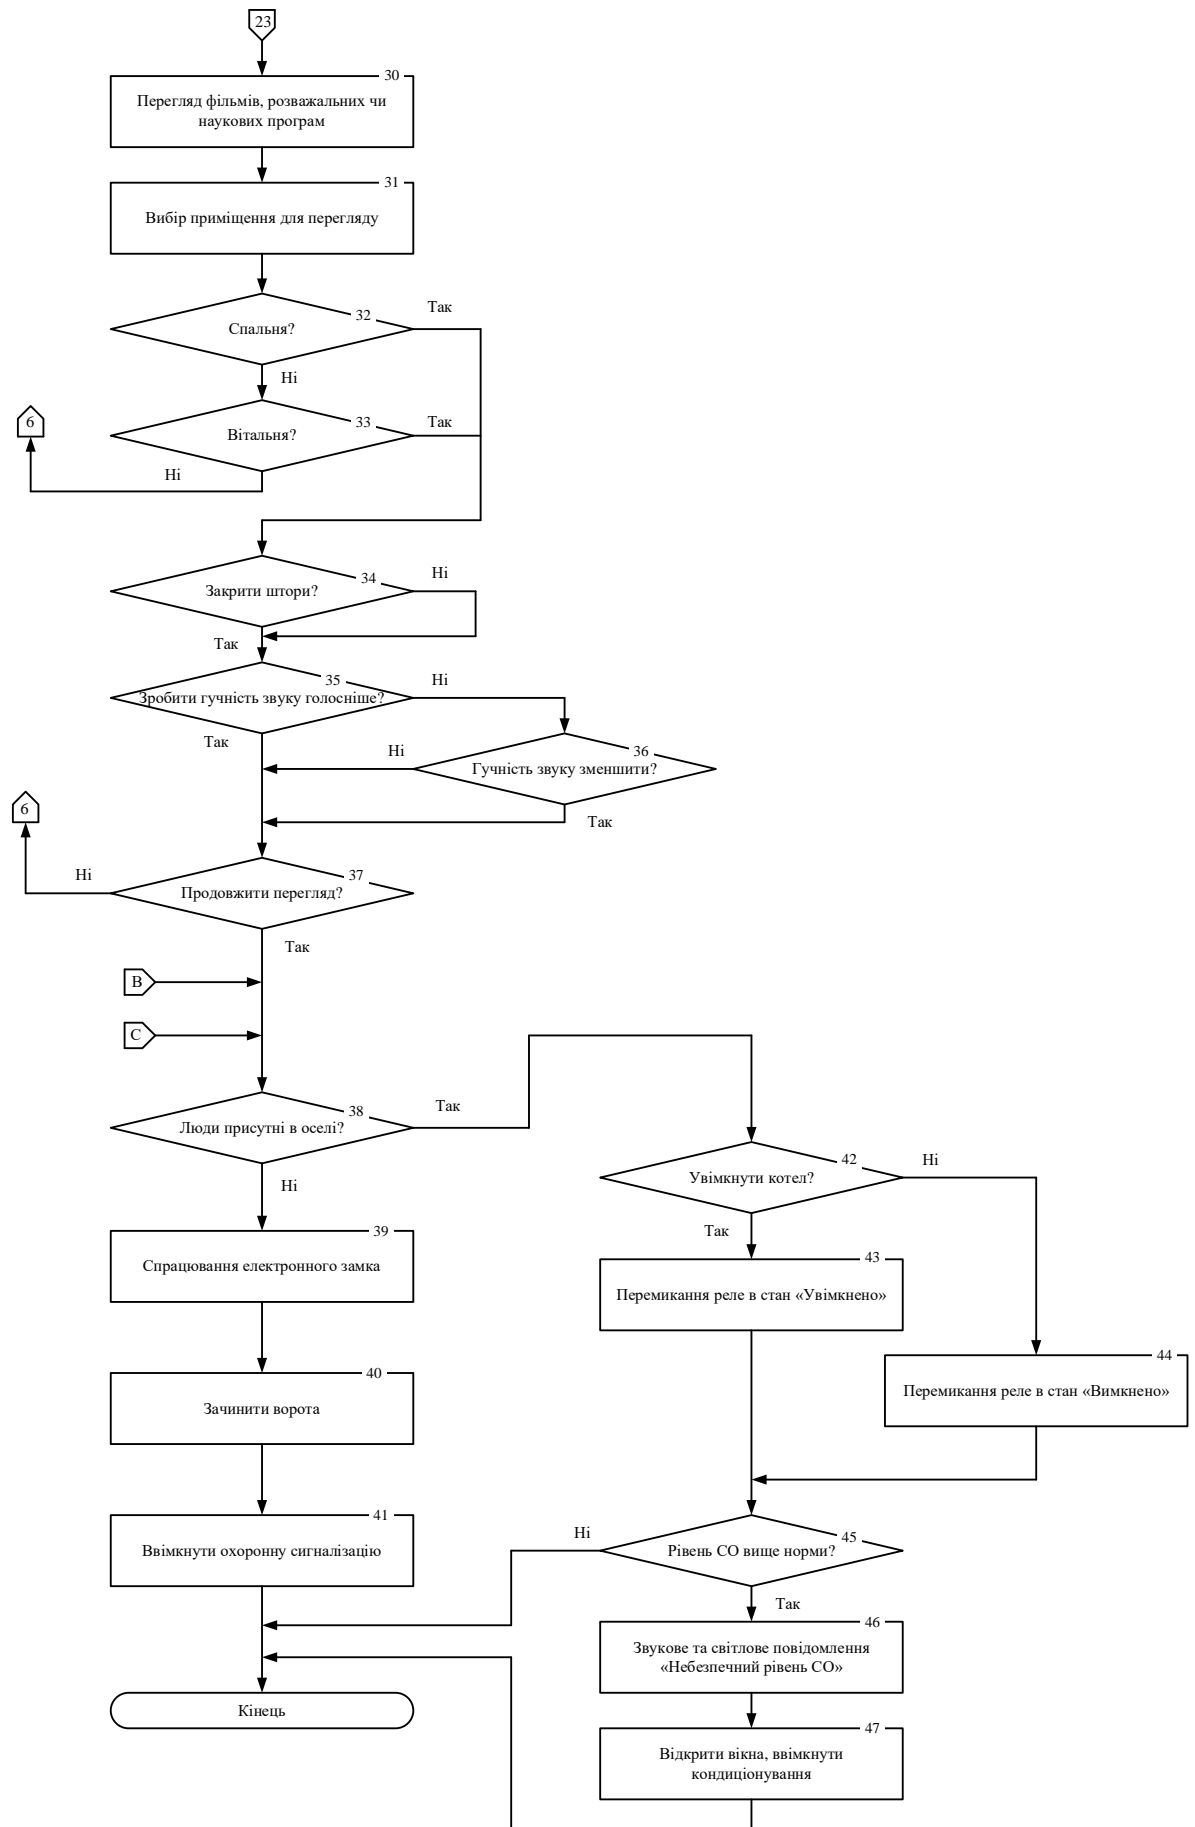 23
30
Перегляд фільмів, розважальних чи
наукових програм
31
Вибір приміщення для перегляду
32
Так
Спальня?
Ні
6
33
Так
Вітальня?
Ні
34
Ні
Закрити штори?
Так
35
Ні
Зробити гучність звуку голосніше?
Так
36
Ні
Гучність звуку зменшити?
Так
6
37
Ні
Продовжити перегляд?
Так
В
С
38
Так
Люди присутні в оселі?
Ні
42
Ні
Увімкнути котел?
Так
39
Спрацювання електронного замка
43
Перемикання реле в стан «Увімкнено»
44
Перемикання реле в стан «Вимкнено»
40
Зачинити ворота
41
Ввімкнути охоронну сигналізацію
45
Ні
Рівень СО вище норми?
Так
46
Звукове та світлове повідомлення
«Небезпечний рівень СО»
Кінець
47
Відкрити вікна, ввімкнути
кондиціонування